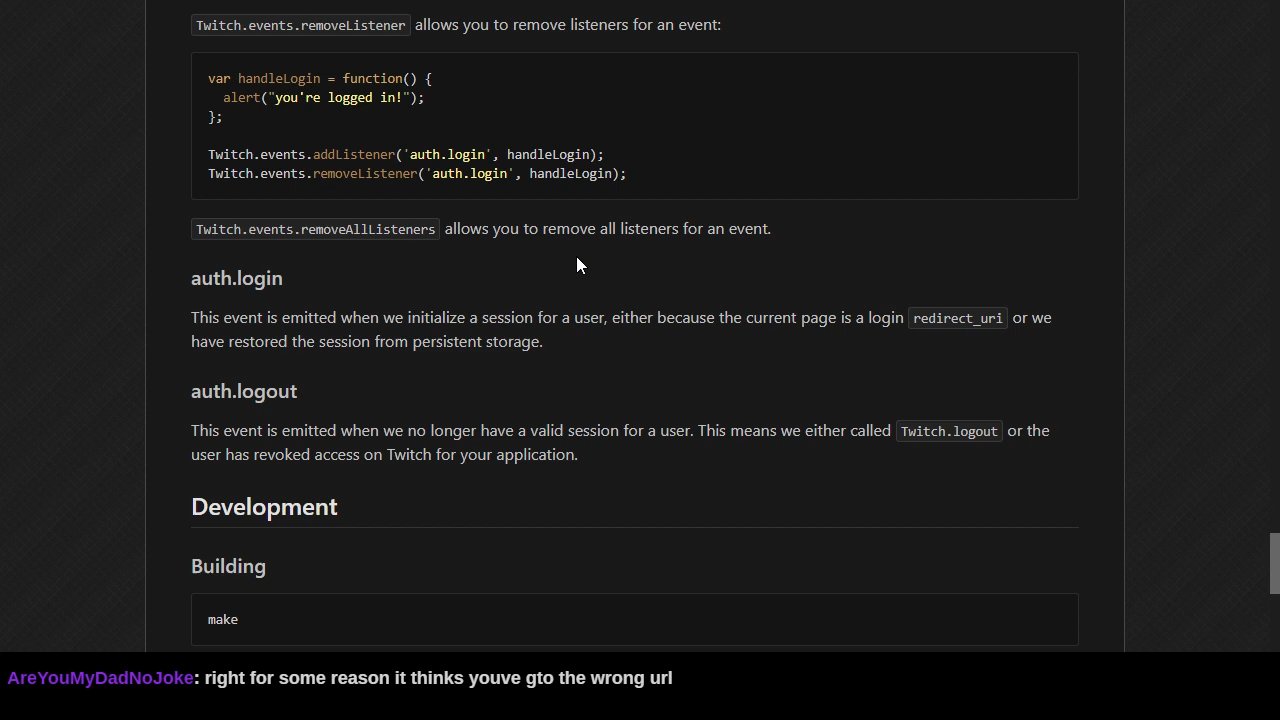 Twitch.events.removeListener allows you to remove listeners for an event:
var handleLogin = function() {
  alert("you're logged in!");
};
Twitch.events.addListener('auth.login', handleLogin);
Twitch.events.removeListener('auth.login', handleLogin);
Twitch.events.removeAllListeners allows you to remove all listeners for an event.
auth.login
This event is emitted when we initialize a session for a user, either because the current page is a login redirect_uri or we
have restored the session from persistent storage.
auth.logout
This event is emitted when we no longer have a valid session for a user. This means we either called Twitch.logout or the
user has revoked access on Twitch for your application.
Development
Building
make
AreYouMyDadNoJoke: right for some reason it thinks youve gto the wrong url